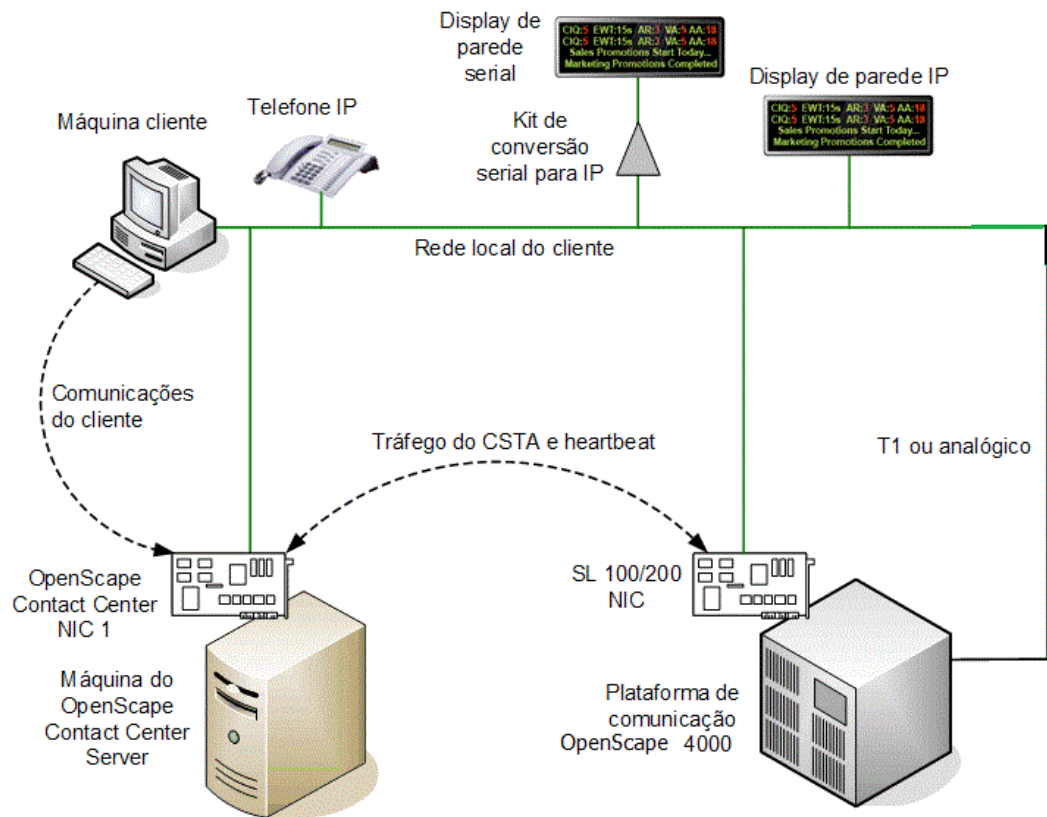 Display de
parede
serial
CIQ:5 EWT:15s AR:3 VA:5 AA:18
CIQ:5 EWT:15s AR:3 VA:5 AA:18
Sales Promotions Start Today...
Marketing Promotions Completed
Display de parede IP
CIQ:5 EWT:15s AR:3 VA:5 AA:18
CIQ:5 EWT:15s AR:3 VA:5 AA:18
Sales Promotions Start Today...
Marketing Promotions Completed
Telefone IP
Máquina cliente
Kit de
conversão
serial para IP
Rede local do cliente
Comunicações
do cliente
Tráfego do CSTA e heartbeat
T1 ou analógico
OpenScape
Contact Center
NIC 1
SL 100/200
NIC
Máquina do
OpenScape
Contact Center
Server
Plataforma de
comunicação
OpenScape 4000